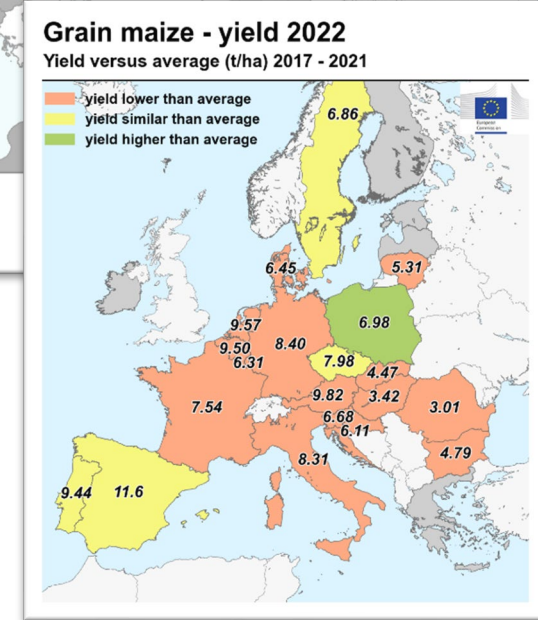 Grain maize - yield 2022
Yield versus average (t/ha) 2017 - 2021
yield lower than average
yield similar than average
yield higher than average
European
Commission
6.86
6.45
5.31
6.98
9.57
8.40
9.50
6.31
7.98
4.47
9.82
3.42
7.54
3.01
6.68
6.11
4.79
8.31
9.44
11.6